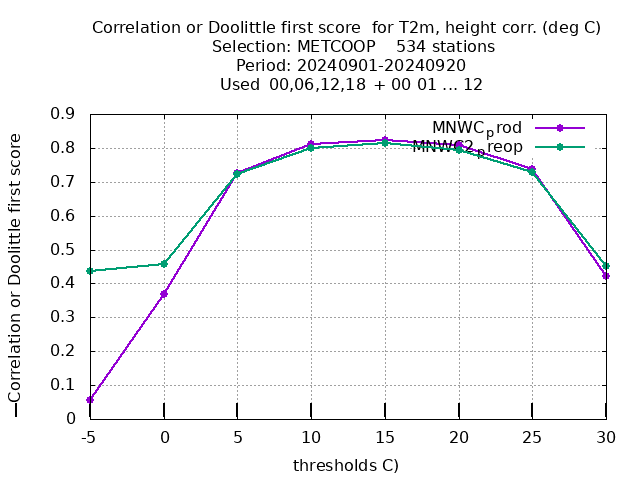 Correlation or Doolittle first score  for T2m, height corr. (deg C)
Selection: METCOOP    534 stations
Period: 20240901-20240920
Used  00,06,12,18  + 00 01 ... 12
MNWC_prod
MNWC2_preop
Correlation or Doolittle first score
0.9
0.8
0.7
0.6
0.5
0.4
0.3
0.2
0.1
0
-5 0 5 10 15 20 25 30
thresholds C)